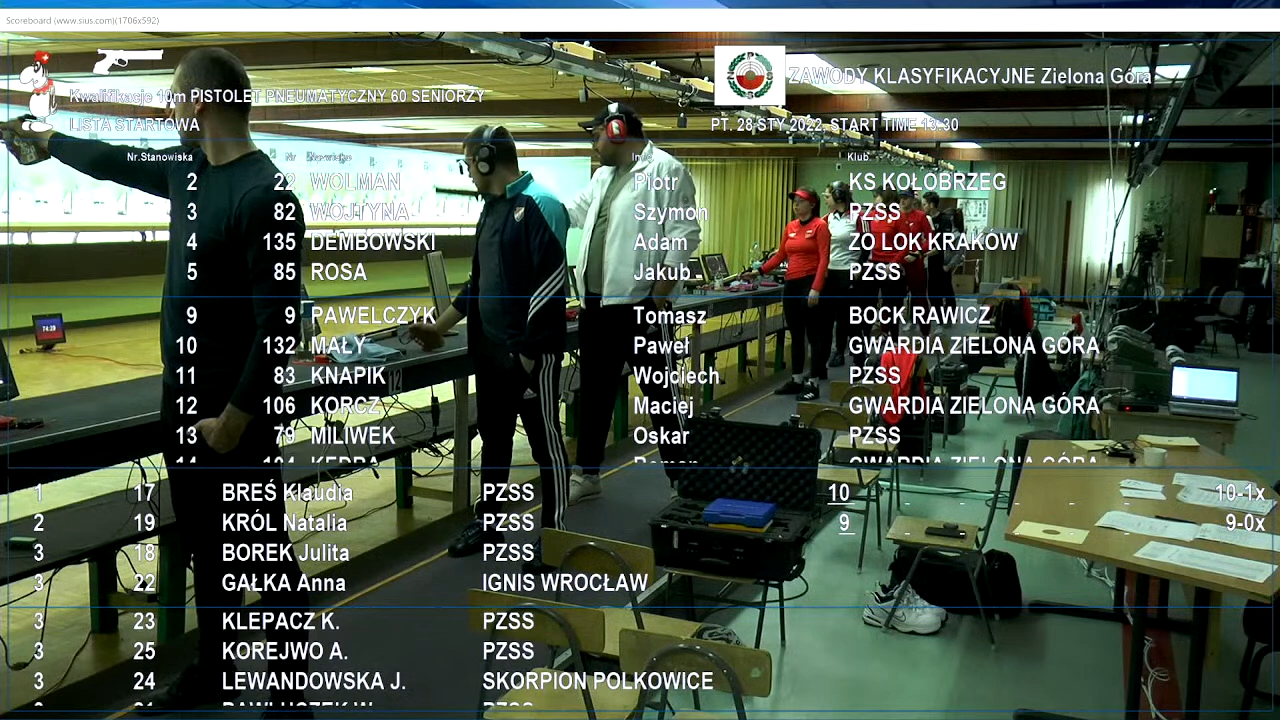 Scoreboard (www.sius.com)(1706x592)
ZAWODY KLASYFIKACYJNE Zielona Góra
Kwalifikacje 10m PISTOLET PNEUMATYCZNY 60 SENIORZY
LISTA STARTOWA PT. 28 STY 2022, START TIME 13:30
Nr.Stanowiska Nr Nazwisko Imię Klub
2 22 WOLMAN Piotr KS KOŁOBRZEG
3 82 WOJTYNA Szymon PZSS
4 135 DEMBOWSKI Adam ZO LOK KRAKÓW
5 85 ROSA Jakub PZSS
9 9 PAWELCZYK Tomasz BOCK RAWICZ
10 132 MAŁY Paweł GWARDIA ZIELONA GÓRA
11 83 KNAPIK Wojciech PZSS
12 106 KORCZ Maciej GWARDIA ZIELONA GÓRA
13 79 MILIWEK Oskar PZSS
1 17 BREŚ Klaudia PZSS 10 10-1x
2 19 KRÓL Natalia PZSS 9 9-0x
3 18 BOREK Julita PZSS
3 22 GAŁKA Anna IGNIS WROCŁAW
3 23 KLEPACZ K. PZSS
3 25 KOREJWO A. PZSS
3 24 LEWANDOWSKA J. SKORPION POLKOWICE
12